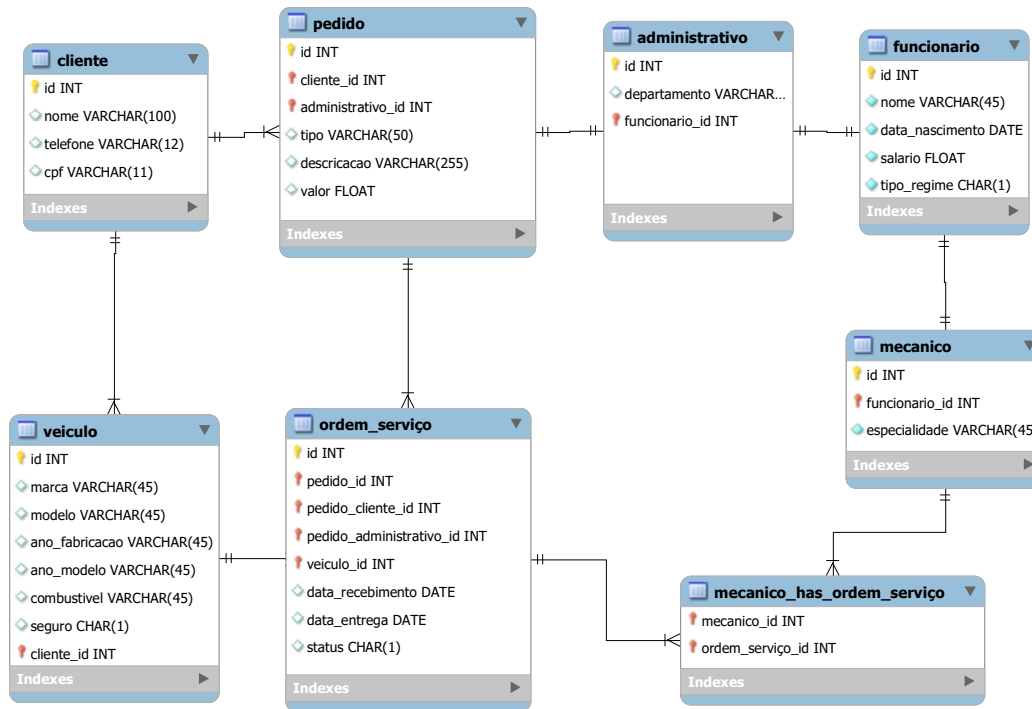 cliente
id INT
nome VARCHAR(100)
telefone VARCHAR(12)
cpf VARCHAR(11)
Indexes
pedido
id INT
cliente_id INT
administrativo_id INT
tipo VARCHAR(50)
descricacao VARCHAR(255)
valor FLOAT
Indexes
administrativo
id INT
departamento VARCHAR...
funcionario_id INT
Indexes
funcionario
id INT
nome VARCHAR(45)
data_nascimento DATE
salario FLOAT
tipo_regime CHAR(1)
Indexes
mecanico
id INT
funcionario_id INT
especialidade VARCHAR(45
Indexes
veiculo
id INT
marca VARCHAR(45)
modelo VARCHAR(45)
ano_fabricacao VARCHAR(45)
ano_modelo VARCHAR(45)
combustivel VARCHAR(45)
seguro CHAR(1)
cliente_id INT
Indexes
ordem_serviço
id INT
pedido_id INT
pedido_cliente_id INT
pedido_administrativo_id INT
veiculo_id INT
data_recebimento DATE
data_entrega DATE
status CHAR(1)
Indexes
mecanico_has_ordem_serviço
mecanico_id INT
ordem_serviço_id INT
Indexes